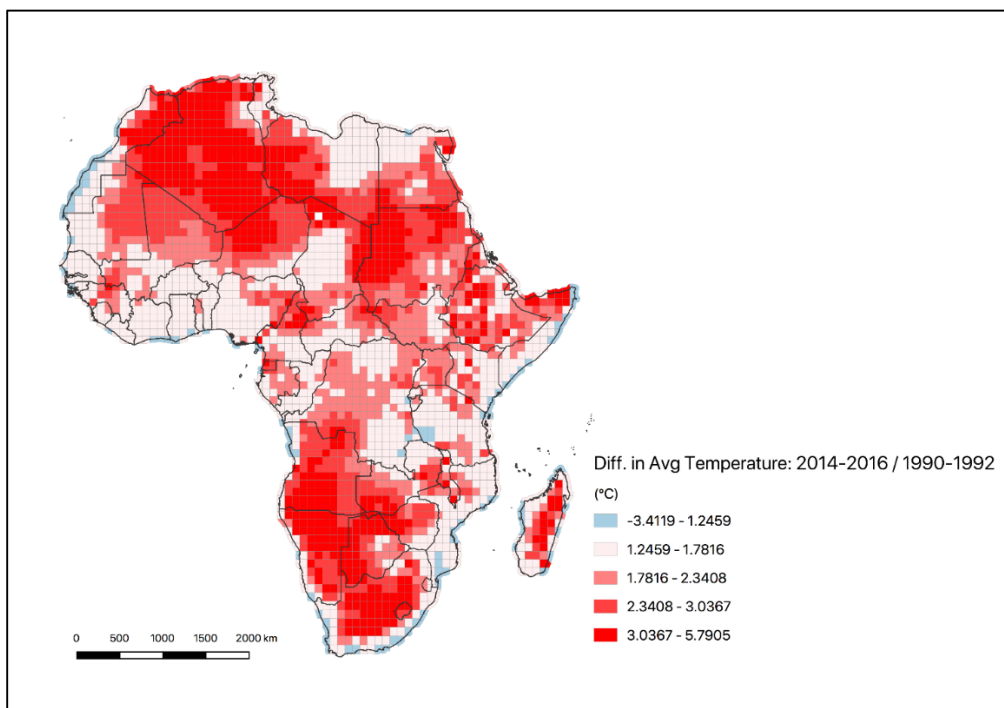 Diff. in Avg Temperature: 2014-2016 / 1990-1992
(°C)
-3.4119 - 1.2459
1.2459 - 1.7816
1.7816 - 2.3408
2.3408 - 3.0367
3.0367 - 5.7905
0 500 1000 1500 2000 km